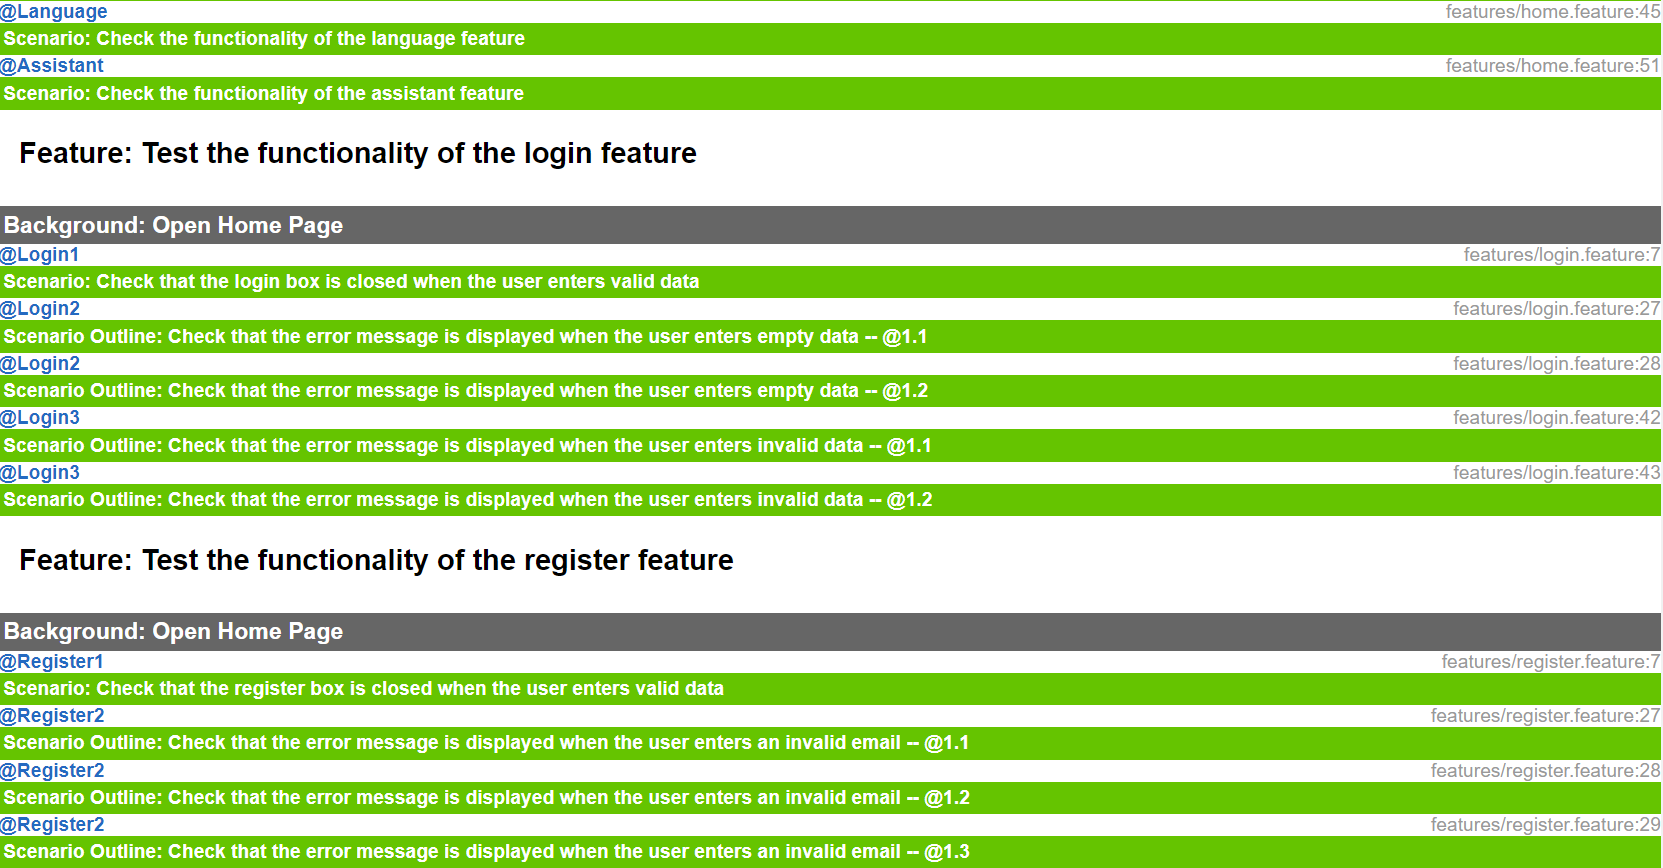 @Language features/home.feature:45
Scenario: Check the functionality of the language feature
@Assistant features/home.feature:51
Scenario: Check the functionality of the assistant feature
Feature: Test the functionality of the login feature
Background: Open Home Page
@Login1 features/login.feature:7
Scenario: Check that the login box is closed when the user enters valid data
@Login2 features/login.feature:27
Scenario Outline: Check that the error message is displayed when the user enters empty data -- @1.1
@Login2 features/login.feature:28
Scenario Outline: Check that the error message is displayed when the user enters empty data -- @1.2
@Login3 features/login.feature:42
Scenario Outline: Check that the error message is displayed when the user enters invalid data -- @1.1
@Login3 features/login.feature:43
Scenario Outline: Check that the error message is displayed when the user enters invalid data -- @1.2
Feature: Test the functionality of the register feature
Background: Open Home Page
@Register1 features/register.feature:7
Scenario: Check that the register box is closed when the user enters valid data
@Register2 features/register.feature:27
Scenario Outline: Check that the error message is displayed when the user enters an invalid email -- @1.1
@Register2 features/register.feature:28
Scenario Outline: Check that the error message is displayed when the user enters an invalid email -- @1.2
@Register2 features/register.feature:29
Scenario Outline: Check that the error message is displayed when the user enters an invalid email -- @1.3